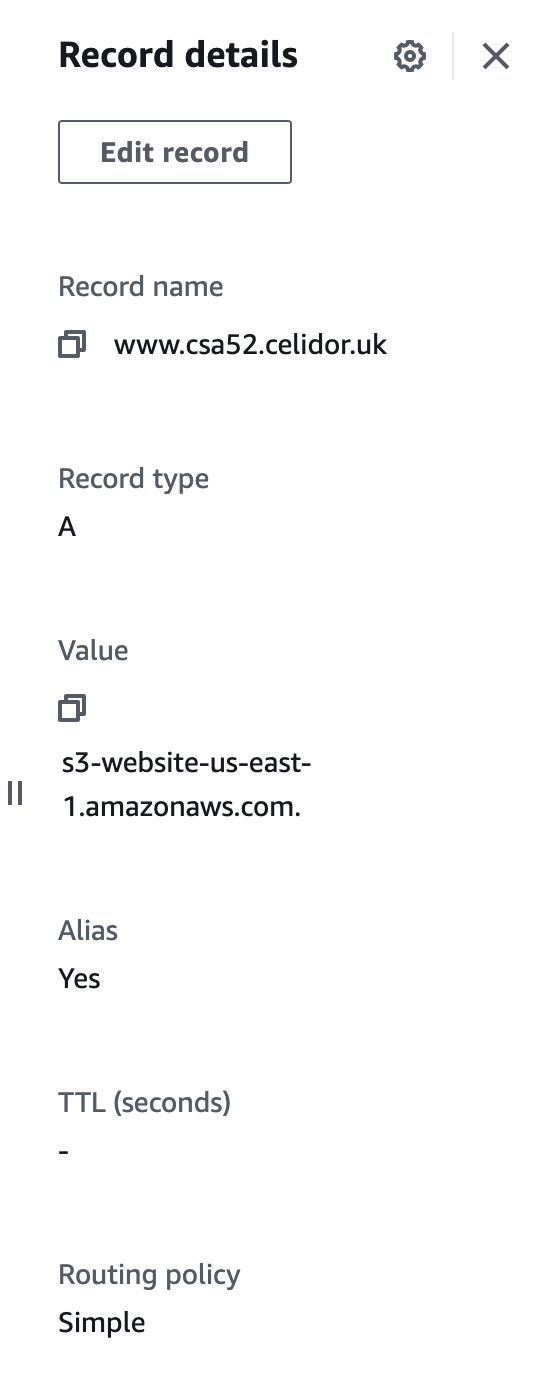 Record details
Edit record
Record name
www.csa52.celidor.uk
Record type
A
Value
s3-website-us-east-
1.amazonaws.com.
Alias
Yes
TTL (seconds)
-
Routing policy
Simple